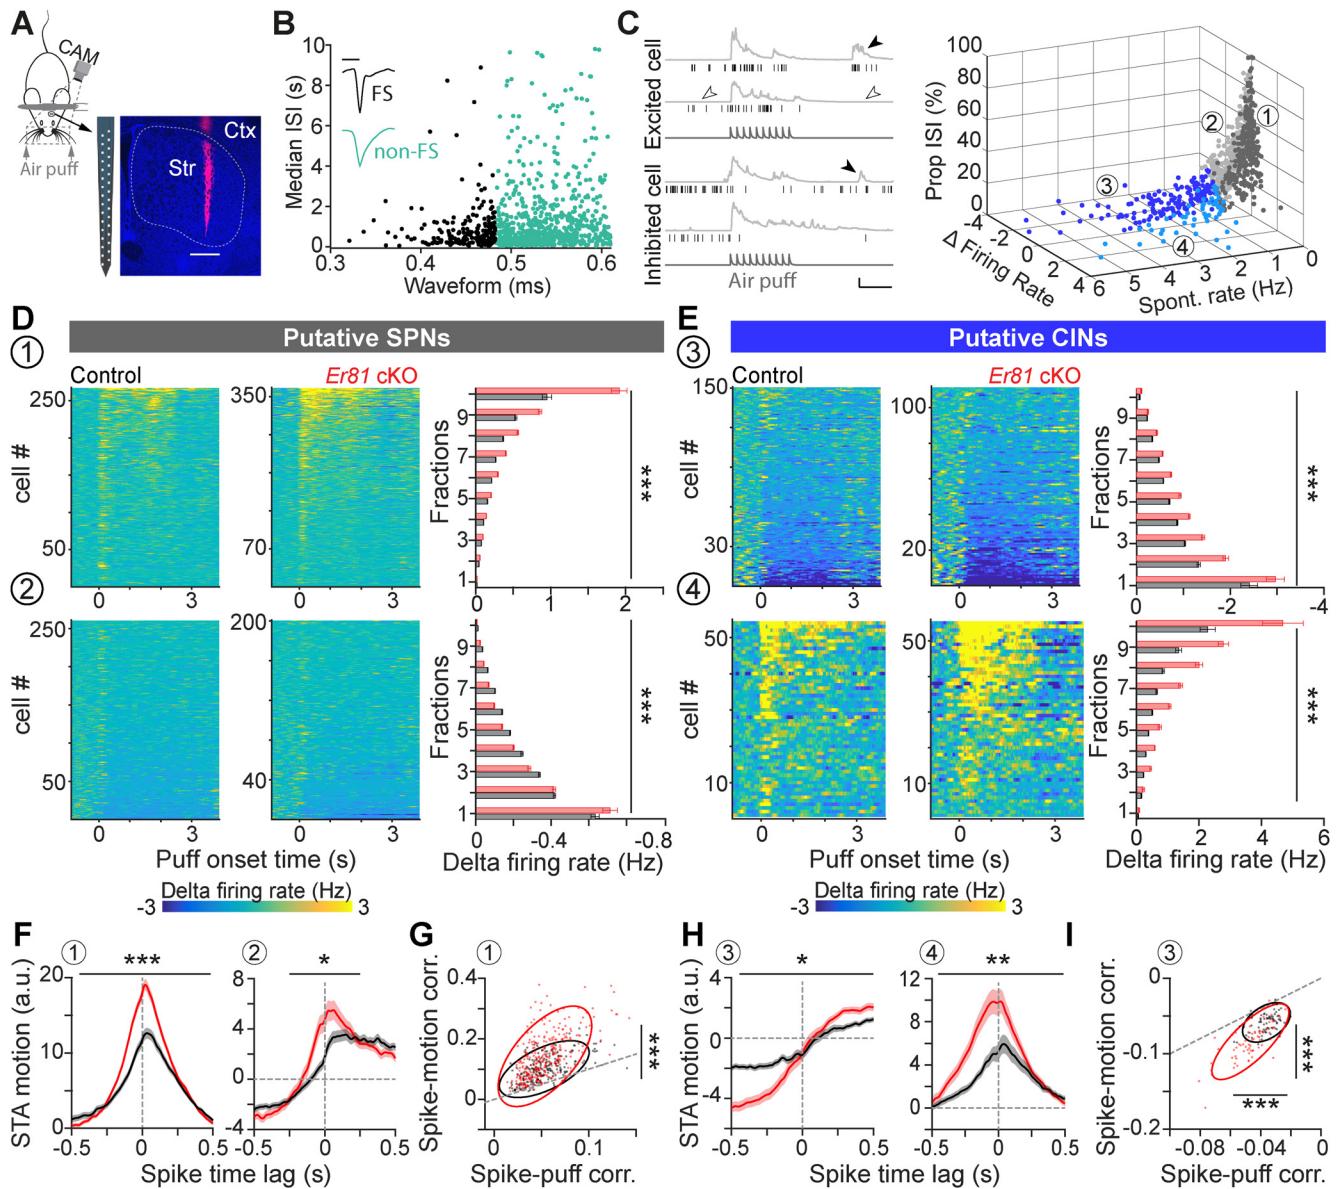 A
CAM
Air puff
Ctx
Str
B
Median ISI (s)
10
8
6
4
2
0
FS
non-FS
0.3 0.4 0.5 0.6
Waveform (ms)
C
Excited cell
Inhibited cell
Air puff
Prop ISI (%)
100
80
60
40
20
0
1
2
3
4
-4 -2 0 2 4
Δ Firing Rate
6 5 4 3 2 1 0
Spont. rate (Hz)
D
1
Putative SPNs
Control
Er81 cKO
cell #
250
50
350
70
0 3
0 3
Fractions
9
7
5
3
1
0 1 2
***
2
cell #
250
50
200
40
0 3
0 3
Puff onset time (s)
Fractions
9
7
5
3
1
0 -0.4 -0.8
Delta firing rate (Hz)
***
Delta firing rate (Hz)
-3 3
E
3
Putative CINs
Control
Er81 cKO
cell #
150
30
100
20
0 3
0 3
Fractions
9
7
5
3
1
0 -2 -4
***
4
cell #
50
10
50
10
0 3
0 3
Puff onset time (s)
Fractions
9
7
5
3
1
0 2 4 6
Delta firing rate (Hz)
***
Delta firing rate (Hz)
-3 3
F
1
***
STA motion (a.u.)
20
10
0
-0.5 0 0.5
2
*
8
4
0
-4
-0.5 0 0.5
Spike time lag (s)
G
1
Spike-motion corr.
0.4
0.2
0
***
0 0.1
Spike-puff corr.
H
3
*
STA motion (a.u.)
4
0
-4
-0.5 0 0.5
4
**
12
8
4
0
-0.5 0 0.5
Spike time lag (s)
I
3
Spike-motion corr.
0
-0.1
-0.2
***
***
-0.08 -0.04 0
Spike-puff corr.